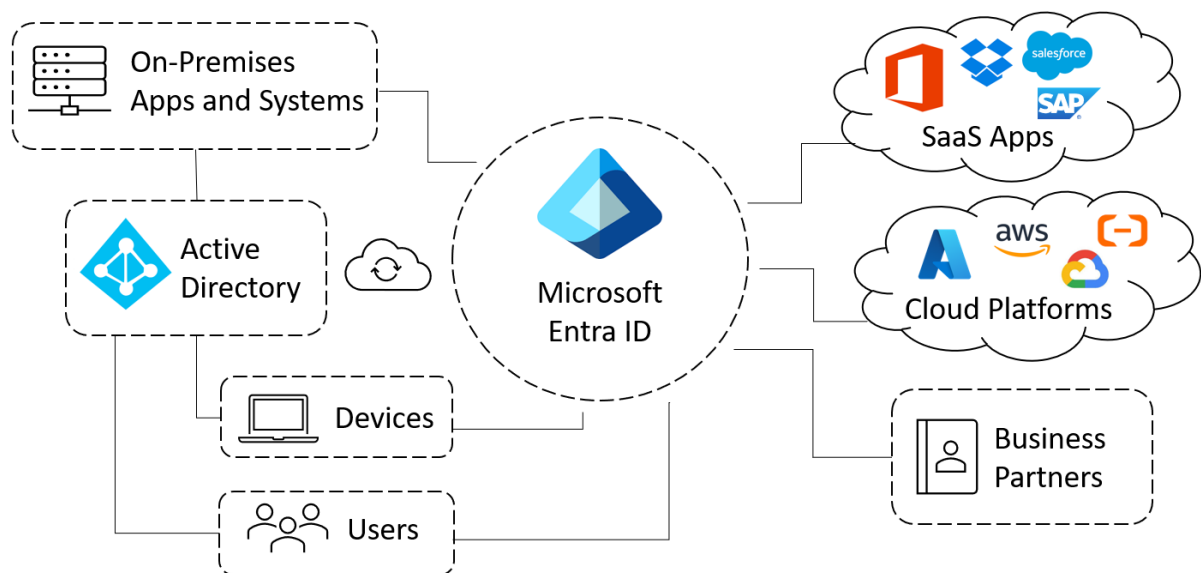 On-Premises
Apps and Systems
Active
Directory
Devices
Users
Microsoft
Entra ID
salesforce
SAP
SaaS Apps
aws
Cloud Platforms
Business
Partners